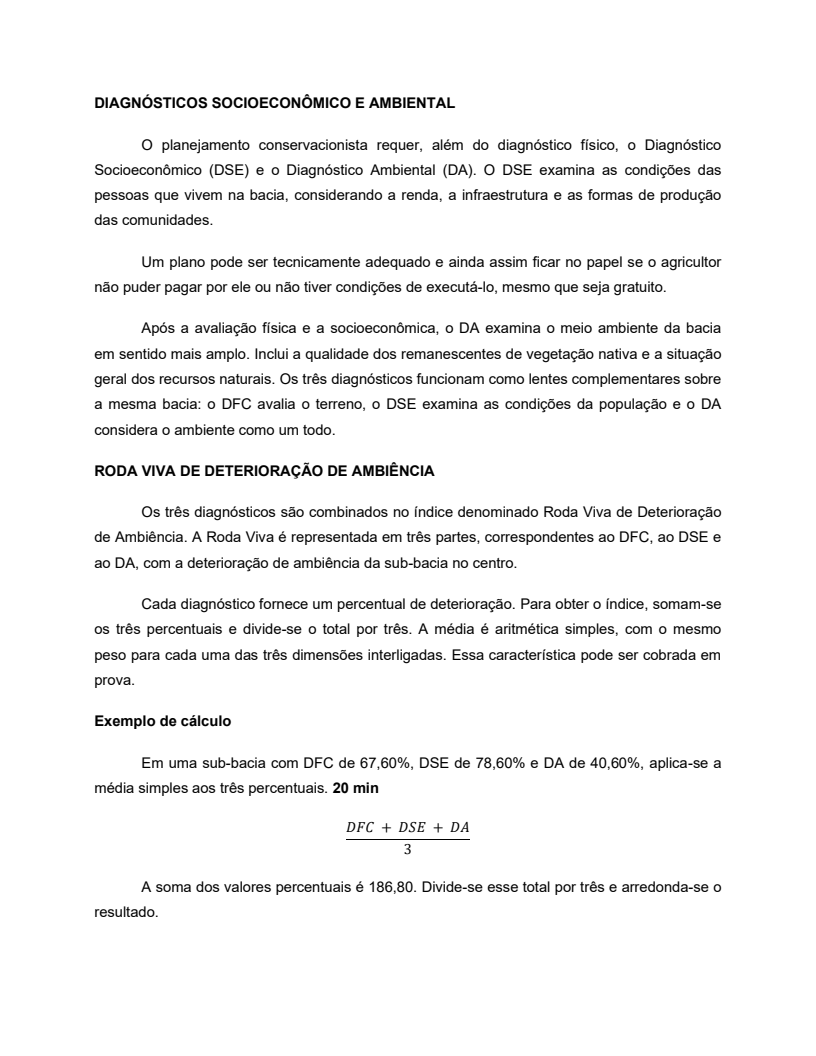 DIAGNÓSTICOS SOCIOECONÔMICO E AMBIENTAL
O planejamento conservacionista requer, além do diagnóstico físico, o Diagnóstico
Socioeconômico (DSE) e o Diagnóstico Ambiental (DA). O DSE examina as condições das
pessoas que vivem na bacia, considerando a renda, a infraestrutura e as formas de produção
das comunidades.
Um plano pode ser tecnicamente adequado e ainda assim ficar no papel se o agricultor
não puder pagar por ele ou não tiver condições de executá-lo, mesmo que seja gratuito.
Após a avaliação física e a socioeconômica, o DA examina o meio ambiente da bacia
em sentido mais amplo. Inclui a qualidade dos remanescentes de vegetação nativa e a situação
geral dos recursos naturais. Os três diagnósticos funcionam como lentes complementares sobre
a mesma bacia: o DFC avalia o terreno, o DSE examina as condições da população e o DA
considera o ambiente como um todo.
RODA VIVA DE DETERIORAÇÃO DE AMBIÊNCIA
Os três diagnósticos são combinados no índice denominado Roda Viva de Deterioração
de Ambiência. A Roda Viva é representada em três partes, correspondentes ao DFC, ao DSE e
ao DA, com a deterioração de ambiência da sub-bacia no centro.
Cada diagnóstico fornece um percentual de deterioração. Para obter o índice, somam-se
os três percentuais e divide-se o total por três. A média é aritmética simples, com o mesmo
peso para cada uma das três dimensões interligadas. Essa característica pode ser cobrada em
prova.
Exemplo de cálculo
Em uma sub-bacia com DFC de 67,60%, DSE de 78,60% e DA de 40,60%, aplica-se a
média simples aos três percentuais. 20 min
DFC + DSE + DA
3
A soma dos valores percentuais é 186,80. Divide-se esse total por três e arredonda-se o
resultado.